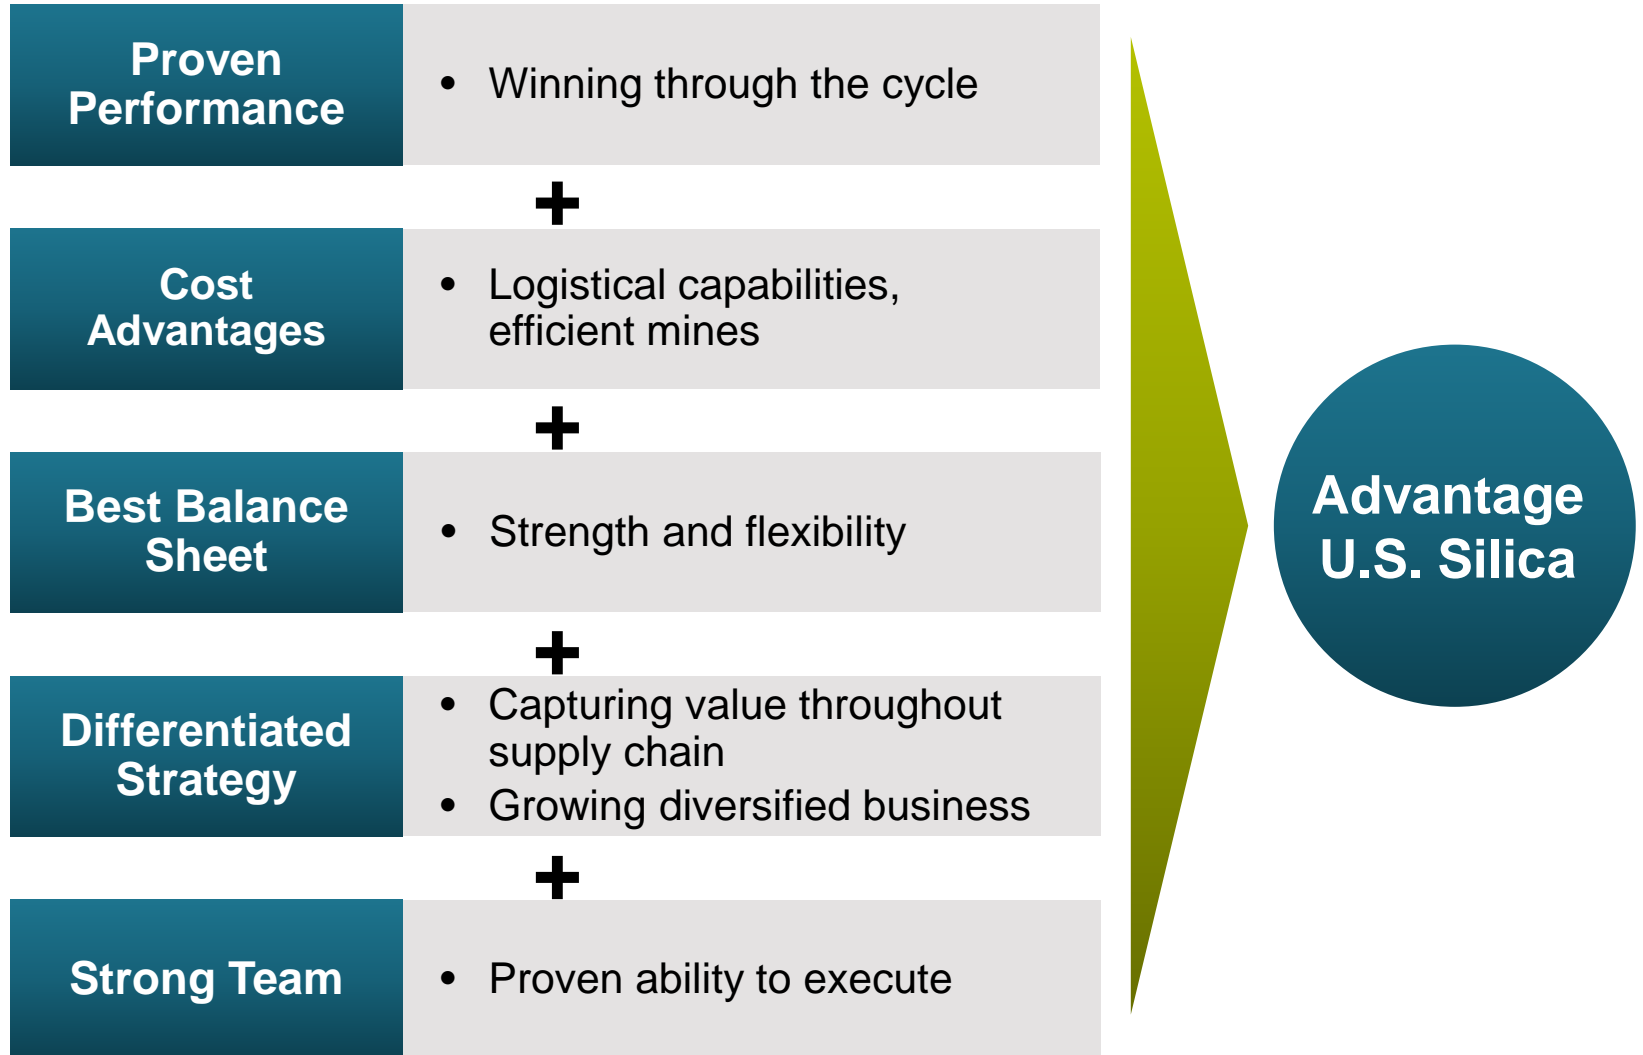 Proven
Performance
• Winning through the cycle
+
Cost
Advantages
• Logistical capabilities,
efficient mines
+
Best Balance
Sheet
• Strength and flexibility
+
Differentiated
Strategy
• Capturing value throughout
supply chain
• Growing diversified business
+
Strong Team
• Proven ability to execute
Advantage
U.S. Silica